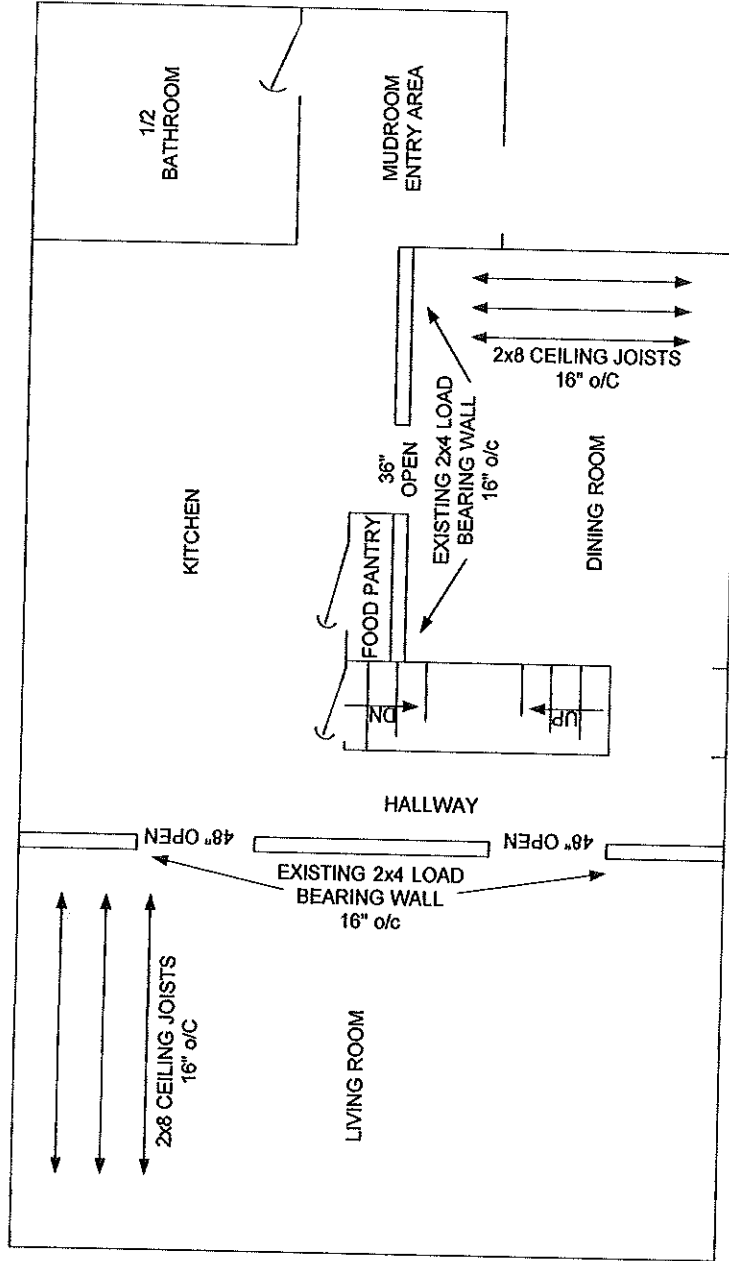 1/2
BATHROOM
MUDROOM
ENTRY AREA
KITCHEN
2x8 CEILING JOISTS
16" o/C
36"
OPEN
EXISTING 2x4 LOAD
BEARING WALL
16" o/c
FOOD PANTRY
DINING ROOM
DN
UP
HALLWAY
48" OPEN
48" OPEN
EXISTING 2x4 LOAD
BEARING WALL
16" o/c
2x8 CEILING JOISTS
16" o/C
LIVING ROOM